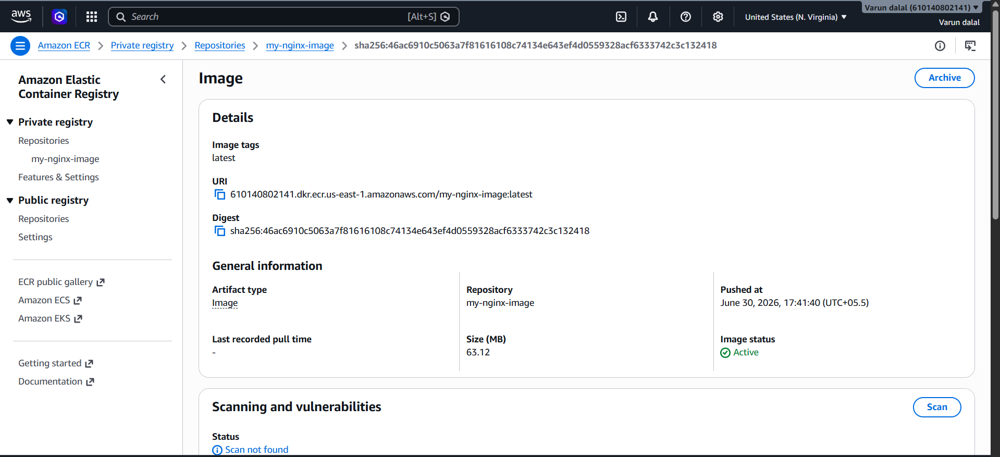 aws
Search
[Alt+S]
United States (N. Virginia) ▼
Varun dalal (610140802141) ▼
Varun dalal
Amazon ECR
Private registry
Repositories
my-nginx-image
sha256:46ac6910c5063a7f81616108c74134e643ef4d0559328acf6333742c3c132418
Amazon Elastic
Container Registry
Private registry
Repositories
my-nginx-image
Features & Settings
Public registry
Repositories
Settings
ECR public gallery
Amazon ECS
Amazon EKS
Getting started
Documentation
Image
Archive
Details
Image tags
latest
URI
610140802141.dkr.ecr.us-east-1.amazonaws.com/my-nginx-image:latest
Digest
sha256:46ac6910c5063a7f81616108c74134e643ef4d0559328acf6333742c3c132418
General information
Artifact type
Image
Repository
my-nginx-image
Pushed at
June 30, 2026, 17:41:40 (UTC+05.5)
Last recorded pull time
-
Size (MB)
63.12
Image status
Active
Scanning and vulnerabilities
Scan
Status
Scan not found